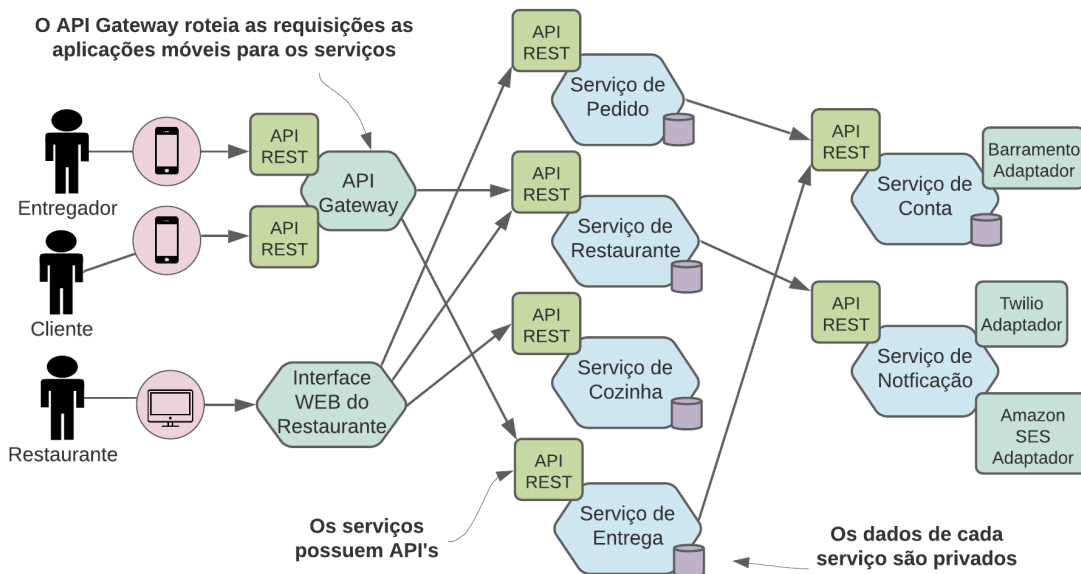 O API Gateway roteia as requisições as
aplicações móveis para os serviços
API
REST
Serviço de
Pedido
API
REST
Entregador
API
Gateway
API
REST
Cliente
API
REST
Serviço de
Restaurante
API
REST
Serviço de
Conta
Barramento
Adaptador
API
REST
Serviço de
Cozinha
API
REST
Serviço de
Notficação
Twilio
Adaptador
Amazon
SES
Adaptador
Interface
WEB do
Restaurante
Restaurante
API
REST
Serviço de
Entrega
Os serviços
possuem API's
Os dados de cada
serviço são privados